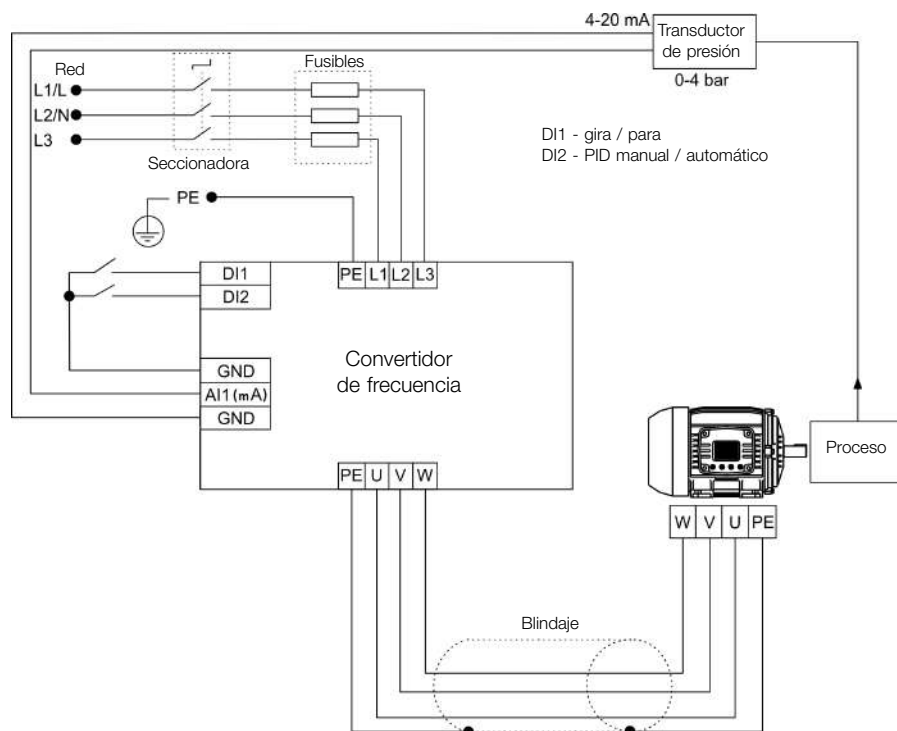 4-20 mA
Transductor
de presión
0-4 bar
Red
Fusibles
L1/L
L2/N
L3
Seccionadora
DI1 - gira / para
DI2 - PID manual / automático
PE
PE L1 L2 L3
DI1
DI2
GND
AI1 (mA)
GND
Convertidor
de frecuencia
PE U V W
Proceso
W V U PE
Blindaje